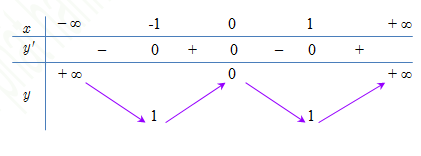 x − ∞ -1 0 1 + ∞
y' − 0 + 0 − 0 +
+ ∞ 0 + ∞
y
1 1